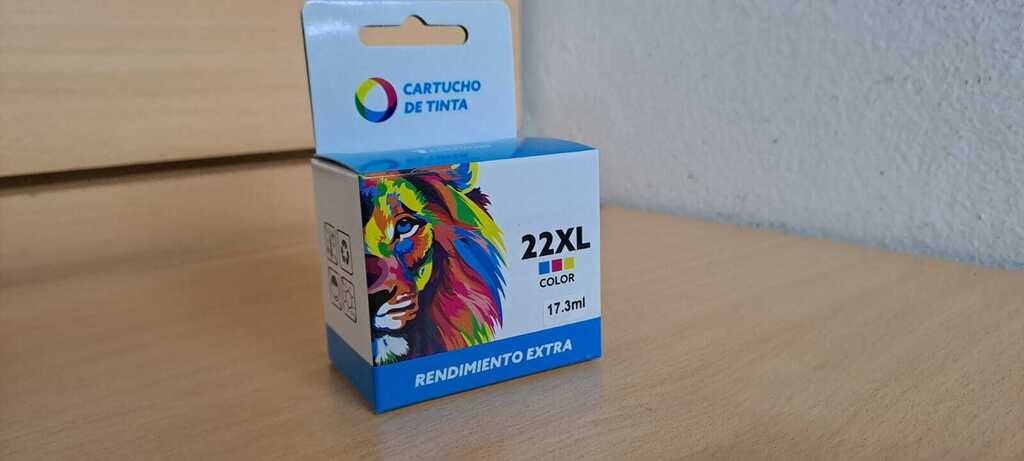 CARTUCHO
DE TINTA
22XL
COLOR
17.3ml
RENDIMIENTO EXTRA